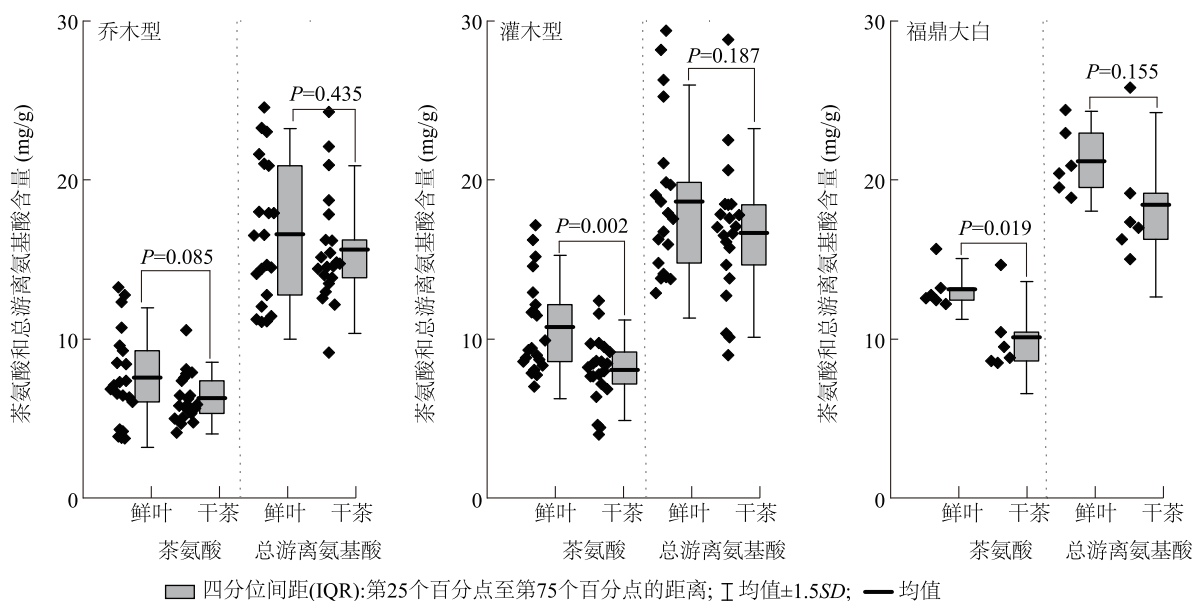 乔木型
茶氨酸和总游离氨基酸含量 (mg/g)
30
20
10
0
P=0.085
P=0.435
鲜叶 干茶 鲜叶 干茶
茶氨酸 总游离氨基酸
灌木型
茶氨酸和总游离氨基酸含量 (mg/g)
30
20
10
0
P=0.002
P=0.187
鲜叶 干茶 鲜叶 干茶
茶氨酸 总游离氨基酸
福鼎大白
茶氨酸和总游离氨基酸含量 (mg/g)
30
20
10
0
P=0.019
P=0.155
鲜叶 干茶 鲜叶 干茶
茶氨酸 总游离氨基酸
四分位间距(IQR):第25个百分点至第75个百分点的距离; 均值±1.5SD; 均值